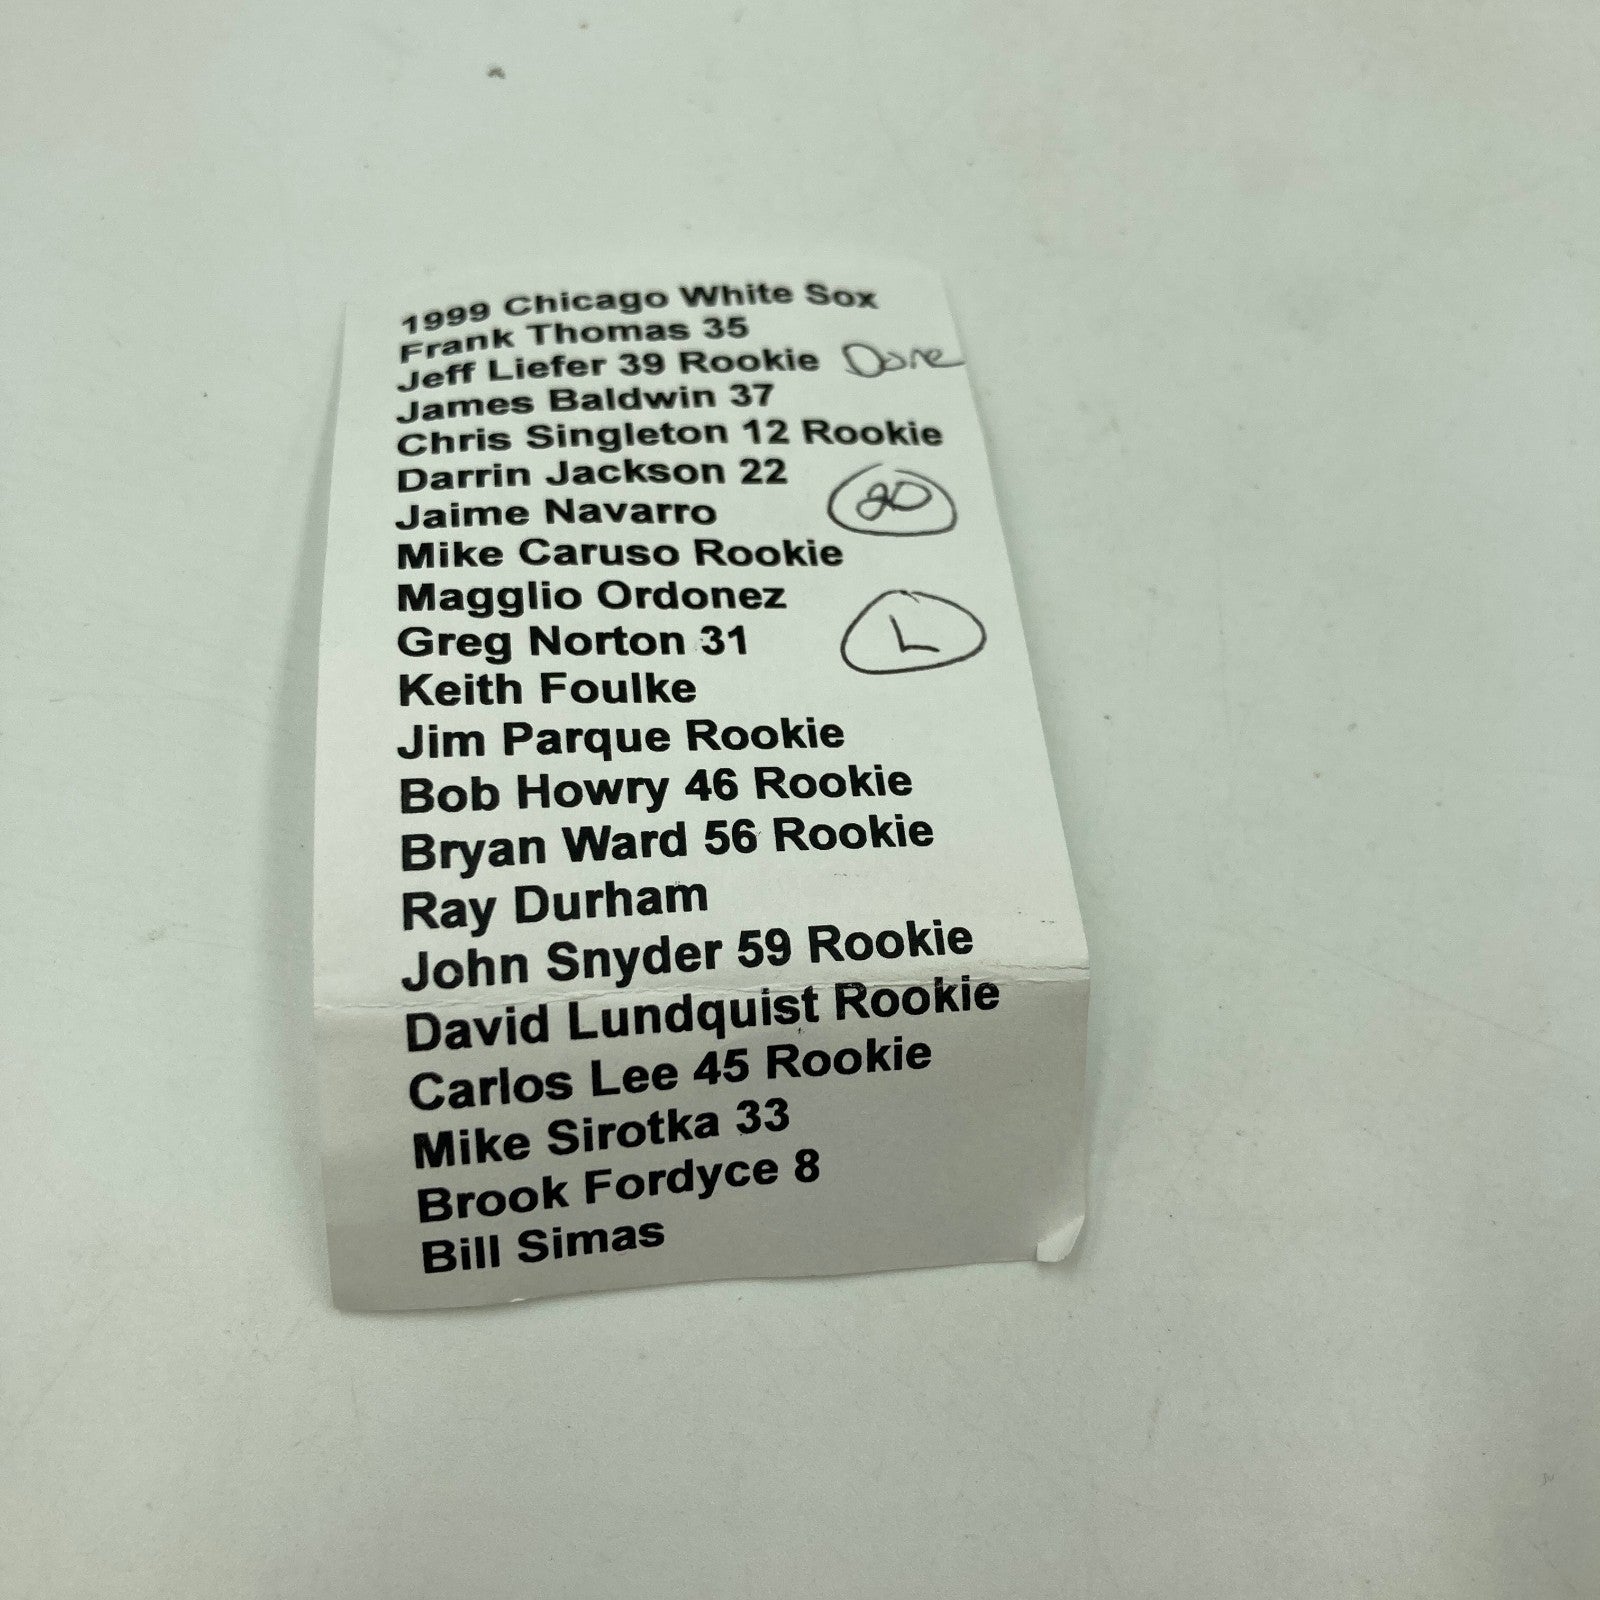 1999 Chicago White Sox
Frank Thomas 35
Jeff Liefer 39 Rookie Done
James Baldwin 37
Chris Singleton 12 Rookie
Darrin Jackson 22
20
Jaime Navarro
Mike Caruso Rookie
Magglio Ordonez
Greg Norton 31 L
Keith Foulke
Jim Parque Rookie
Bob Howry 46 Rookie
Bryan Ward 56 Rookie
Ray Durham
John Snyder 59 Rookie
David Lundquist Rookie
Carlos Lee 45 Rookie
Mike Sirotka 33
Brook Fordyce 8
Bill Simas